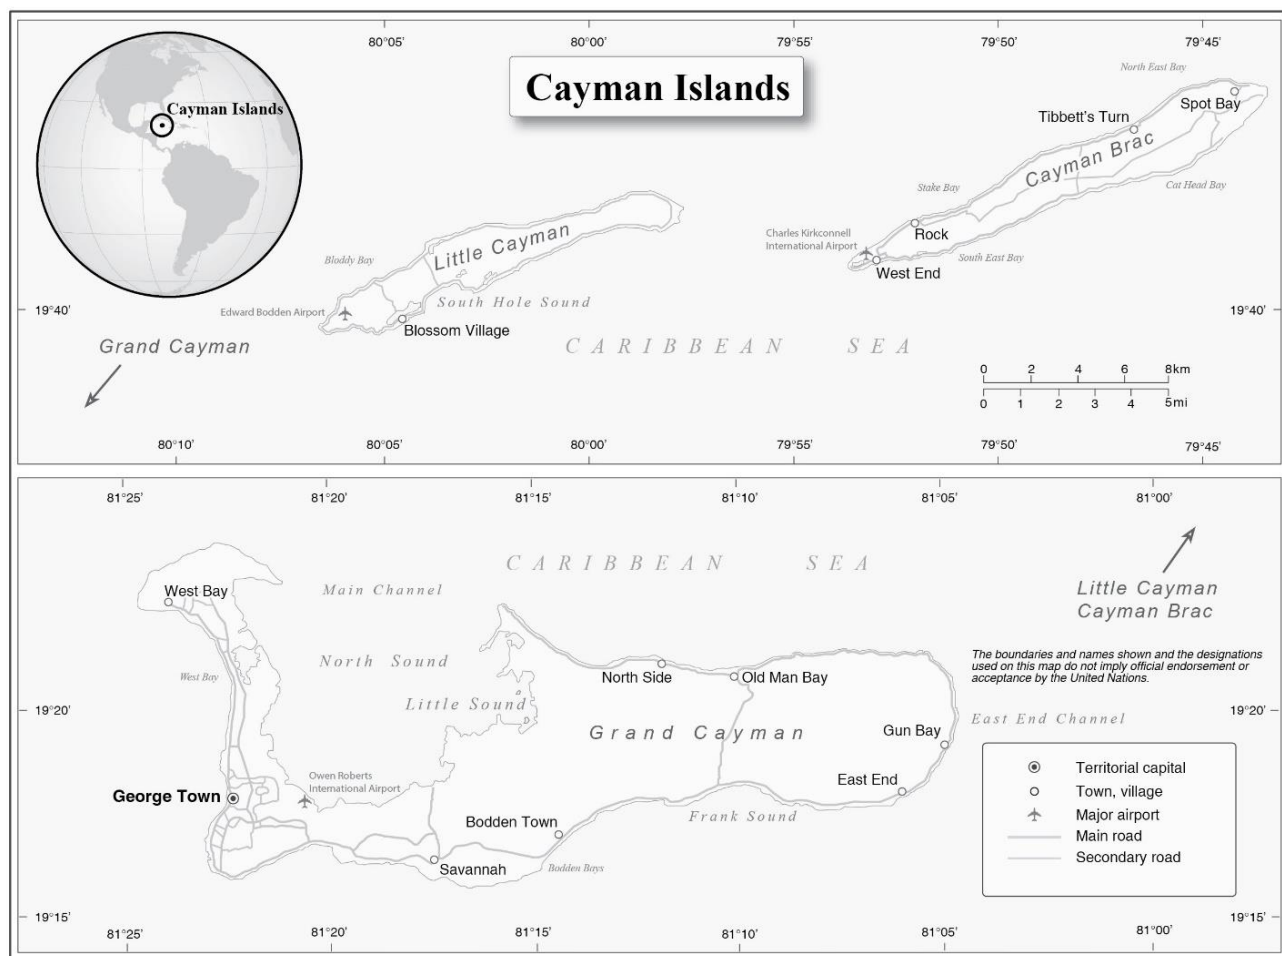 80°05’
80°00’
79°55’
79°50’
79°45’
Cayman Islands
Cayman Islands
North East Bay
Spot Bay
Tibbett's Turn
Cayman Brac
Stake Bay
Cat Head Bay
Charles Kirkconnell
International Airport
Rock
West End
South East Bay
Little Cayman
Bloddy Bay
South Hole Sound
Edward Bodden Airport
Blossom Village
19°40’
19°40’
Grand Cayman
CARIBBEAN SEA
0 2 4 6 8km
0 1 2 3 4 5mi
80°10’
80°05’
80°00’
79°55’
79°50’
79°45’
81°25’
81°20’
81°15’
81°10’
81°05’
81°00’
CARIBBEAN SEA
Little Cayman
Cayman Brac
West Bay
Main Channel
North Sound
West Bay
Little Sound
North Side
Old Man Bay
The boundaries and names shown and the designations
used on this map do not imply official endorsement or
acceptance by the United Nations.
19°20’
19°20’
East End Channel
Grand Cayman
Gun Bay
East End
Owen Roberts
International Airport
George Town
Frank Sound
Bodden Town
Savannah
Bodden Bays
Territorial capital
Town, village
Major airport
Main road
Secondary road
19°15’
19°15’
81°25’
81°20’
81°15’
81°10’
81°05’
81°00’